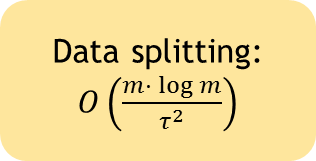 Data splitting:
O (m· log m / τ²)